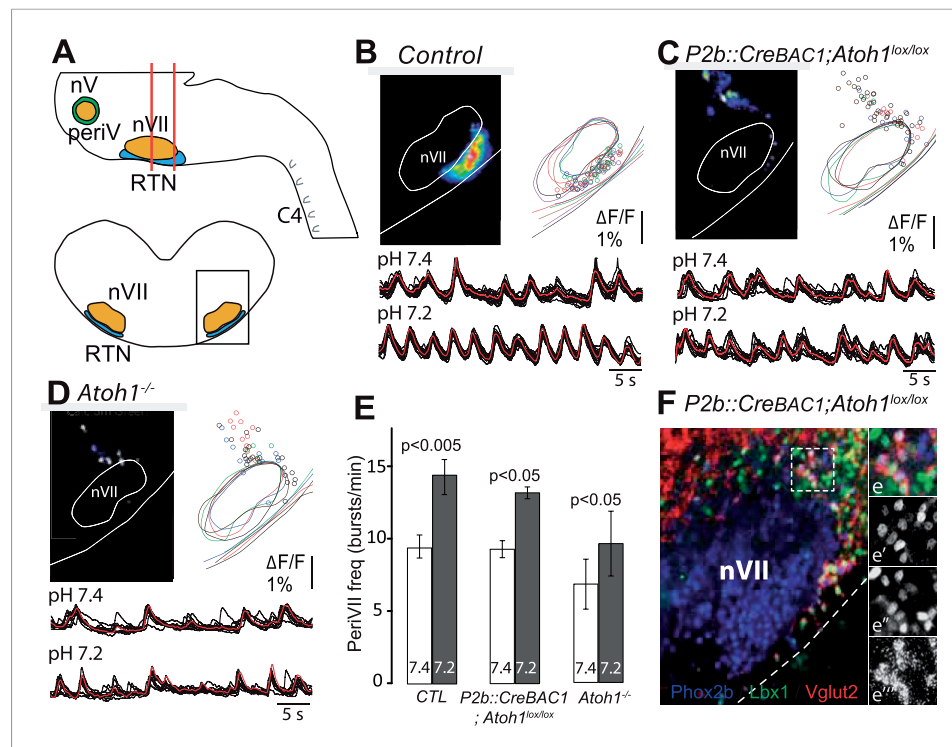 A
nV
periV
nVII
RTN
C4
nVII
RTN
B Control
nVII
ΔF/F
1%
pH 7.4
pH 7.2
5 s
C P2b::CreBAC1;Atoh1lox/lox
nVII
ΔF/F
1%
pH 7.4
pH 7.2
5 s
D Atoh1-/-
nVII
ΔF/F
1%
pH 7.4
pH 7.2
5 s
E
PeriVII freq (bursts/min)
15
10
5
0
p<0.005
p<0.05
p<0.05
7.4 7.2 7.4 7.2 7.4 7.2
CTL P2b::CreBAC1 Atoh1-/-
; Atoh1lox/lox
F P2b::CreBAC1;Atoh1lox/lox
nVII
Phox2b Lbx1 Vglut2
e
e'
e''
e'''